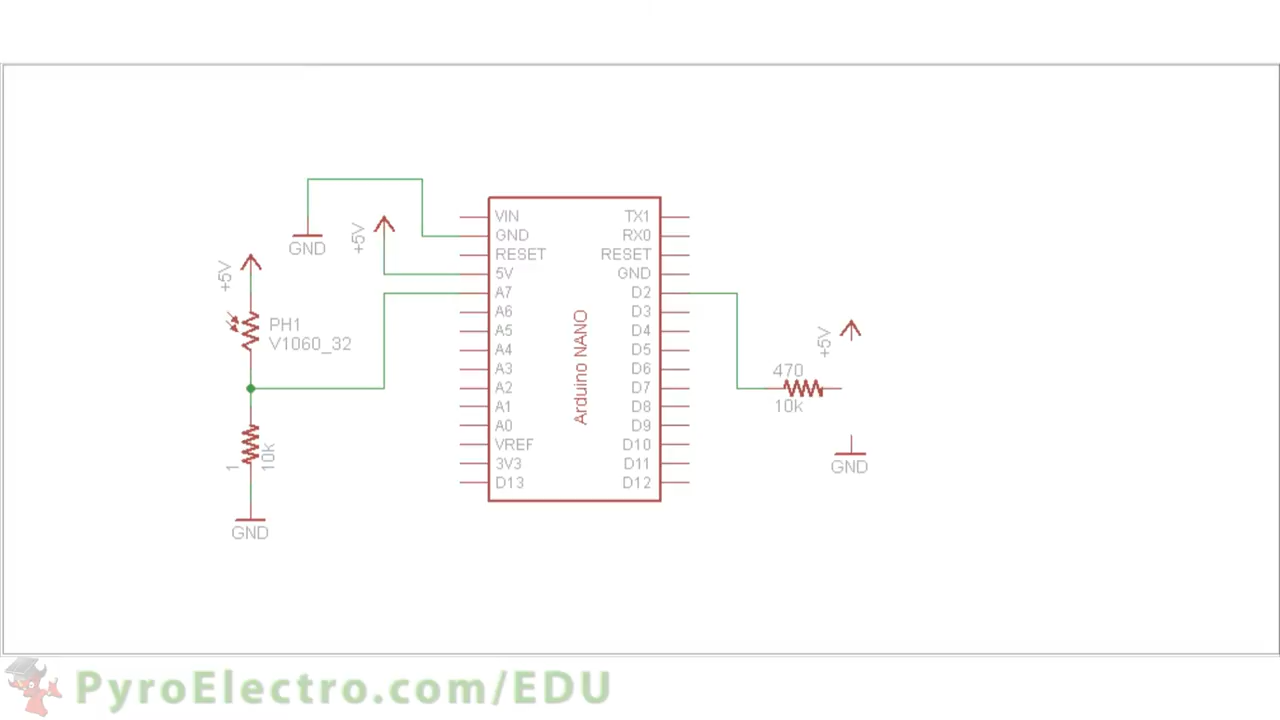 GND
+5V
+5V
PH1
V1060_32
1
10k
GND
VIN
GND
RESET
5V
A7
A6
A5
A4
A3
A2
A1
A0
VREF
3V3
D13
Arduino NANO
TX1
RX0
RESET
GND
D2
D3
D4
D5
D6
D7
D8
D9
D10
D11
D12
+5V
470
10k
GND
PyroElectro.com/EDU